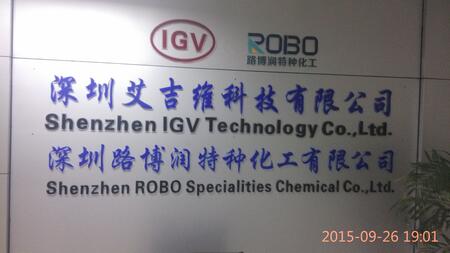 IGV
ROBO
路博润特种化工
深圳艾吉维科技有限公司
Shenzhen IGV Technology Co.,Ltd.
深圳路博润特种化工有限公司
Shenzhen ROBO Specialities Chemical Co.,Ltd.
2015-09-26 19:01